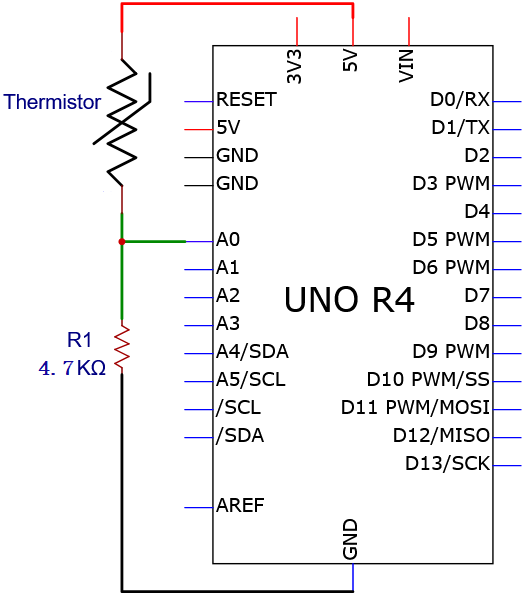 3V3
5V
VIN
Thermistor
RESET
D0/RX
5V
D1/TX
GND
D2
GND
D3 PWM
D4
A0
D5 PWM
A1
D6 PWM
A2
UNO R4
D7
A3
D8
R1
4.7KΩ
A4/SDA
D9 PWM
A5/SCL
D10 PWM/SS
/SCL
D11 PWM/MOSI
/SDA
D12/MISO
D13/SCK
AREF
GND